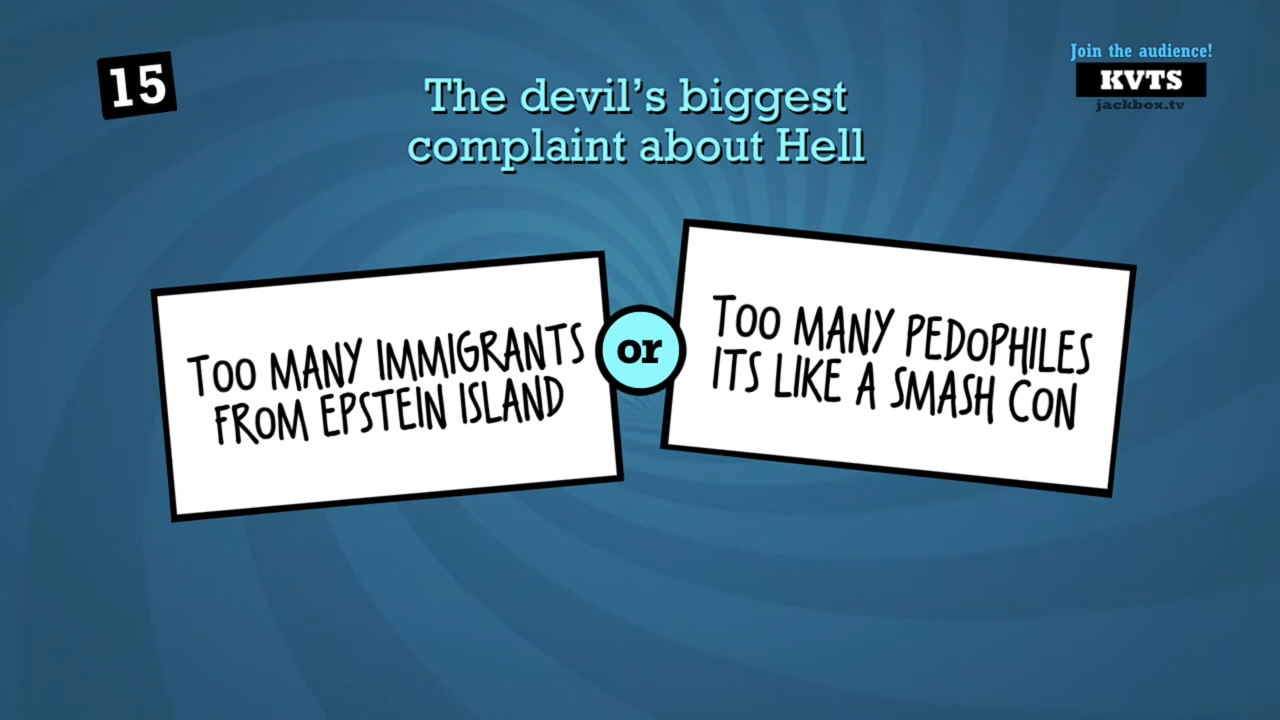 15
The devil's biggest
complaint about Hell
Join the audience!
KVTS
jackbox.tv
TOO MANY IMMIGRANTS
FROM EPSTEIN ISLAND
or
TOO MANY PEDOPHILES
ITS LIKE A SMASH CON